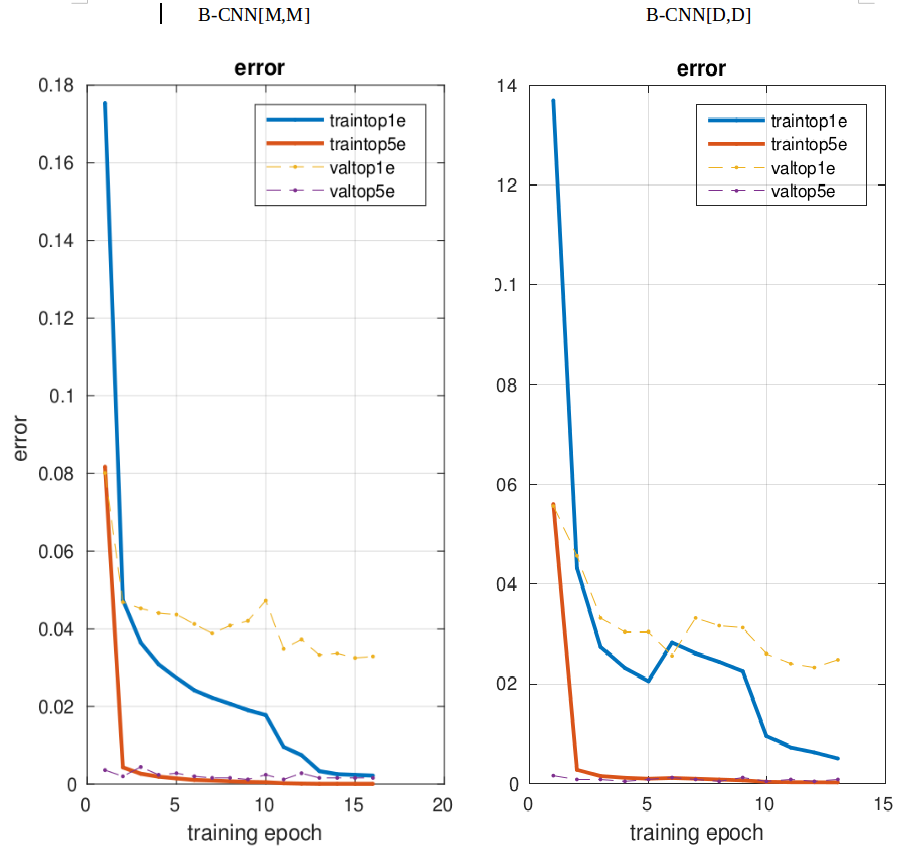 B-CNN[M,M]
B-CNN[D,D]
error
0.18
0.16
0.14
0.12
0.1
0.08
0.06
0.04
0.02
0
error
traintop1e
traintop5e
valtop1e
valtop5e
0 5 10 15 20
training epoch
error
14
12
0.1
08
06
04
02
0
traintop1e
traintop5e
valtop1e
valtop5e
0 5 10 15
training epoch